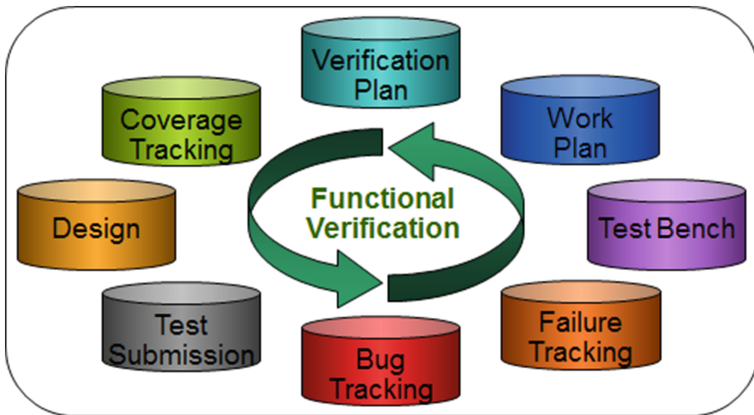 Verification
Plan
Coverage
Tracking
Work
Plan
Functional
Verification
Design
Test Bench
Test
Submission
Failure
Tracking
Bug
Tracking